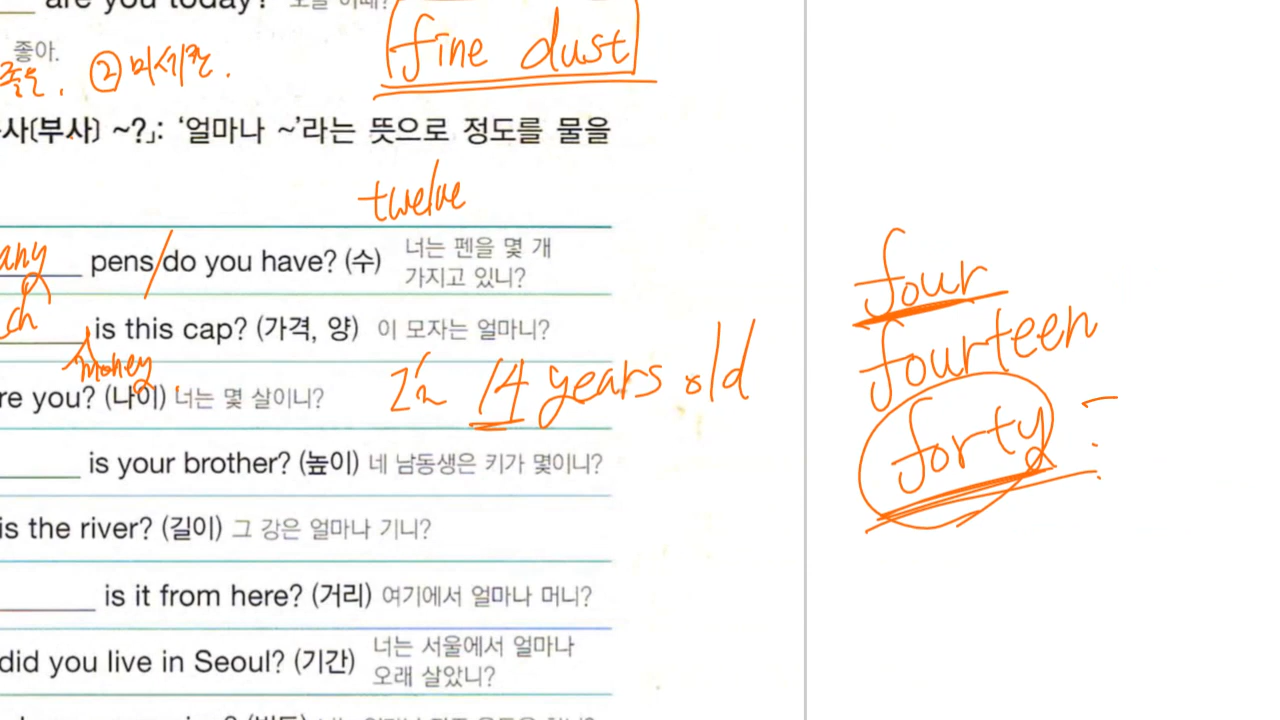 are you today?
fine dust
좋아.
② 미세한.
사(부사) ~?」: '얼마나 ~'라는 뜻으로 정도를 물을
twelve
any pens/do you have? (수) 너는 펜을 몇 개
가지고 있니?
ch is this cap? (가격, 양) 이 모자는 얼마니?
money
re you? (나이) 너는 몇 살이니?
14 years old
is your brother? (높이) 네 남동생은 키가 몇이니?
is the river? (길이) 그 강은 얼마나 기니?
is it from here? (거리) 여기에서 얼마나 머니?
did you live in Seoul? (기간) 너는 서울에서 얼마나
오래 살았니?
four
fourteen
forty